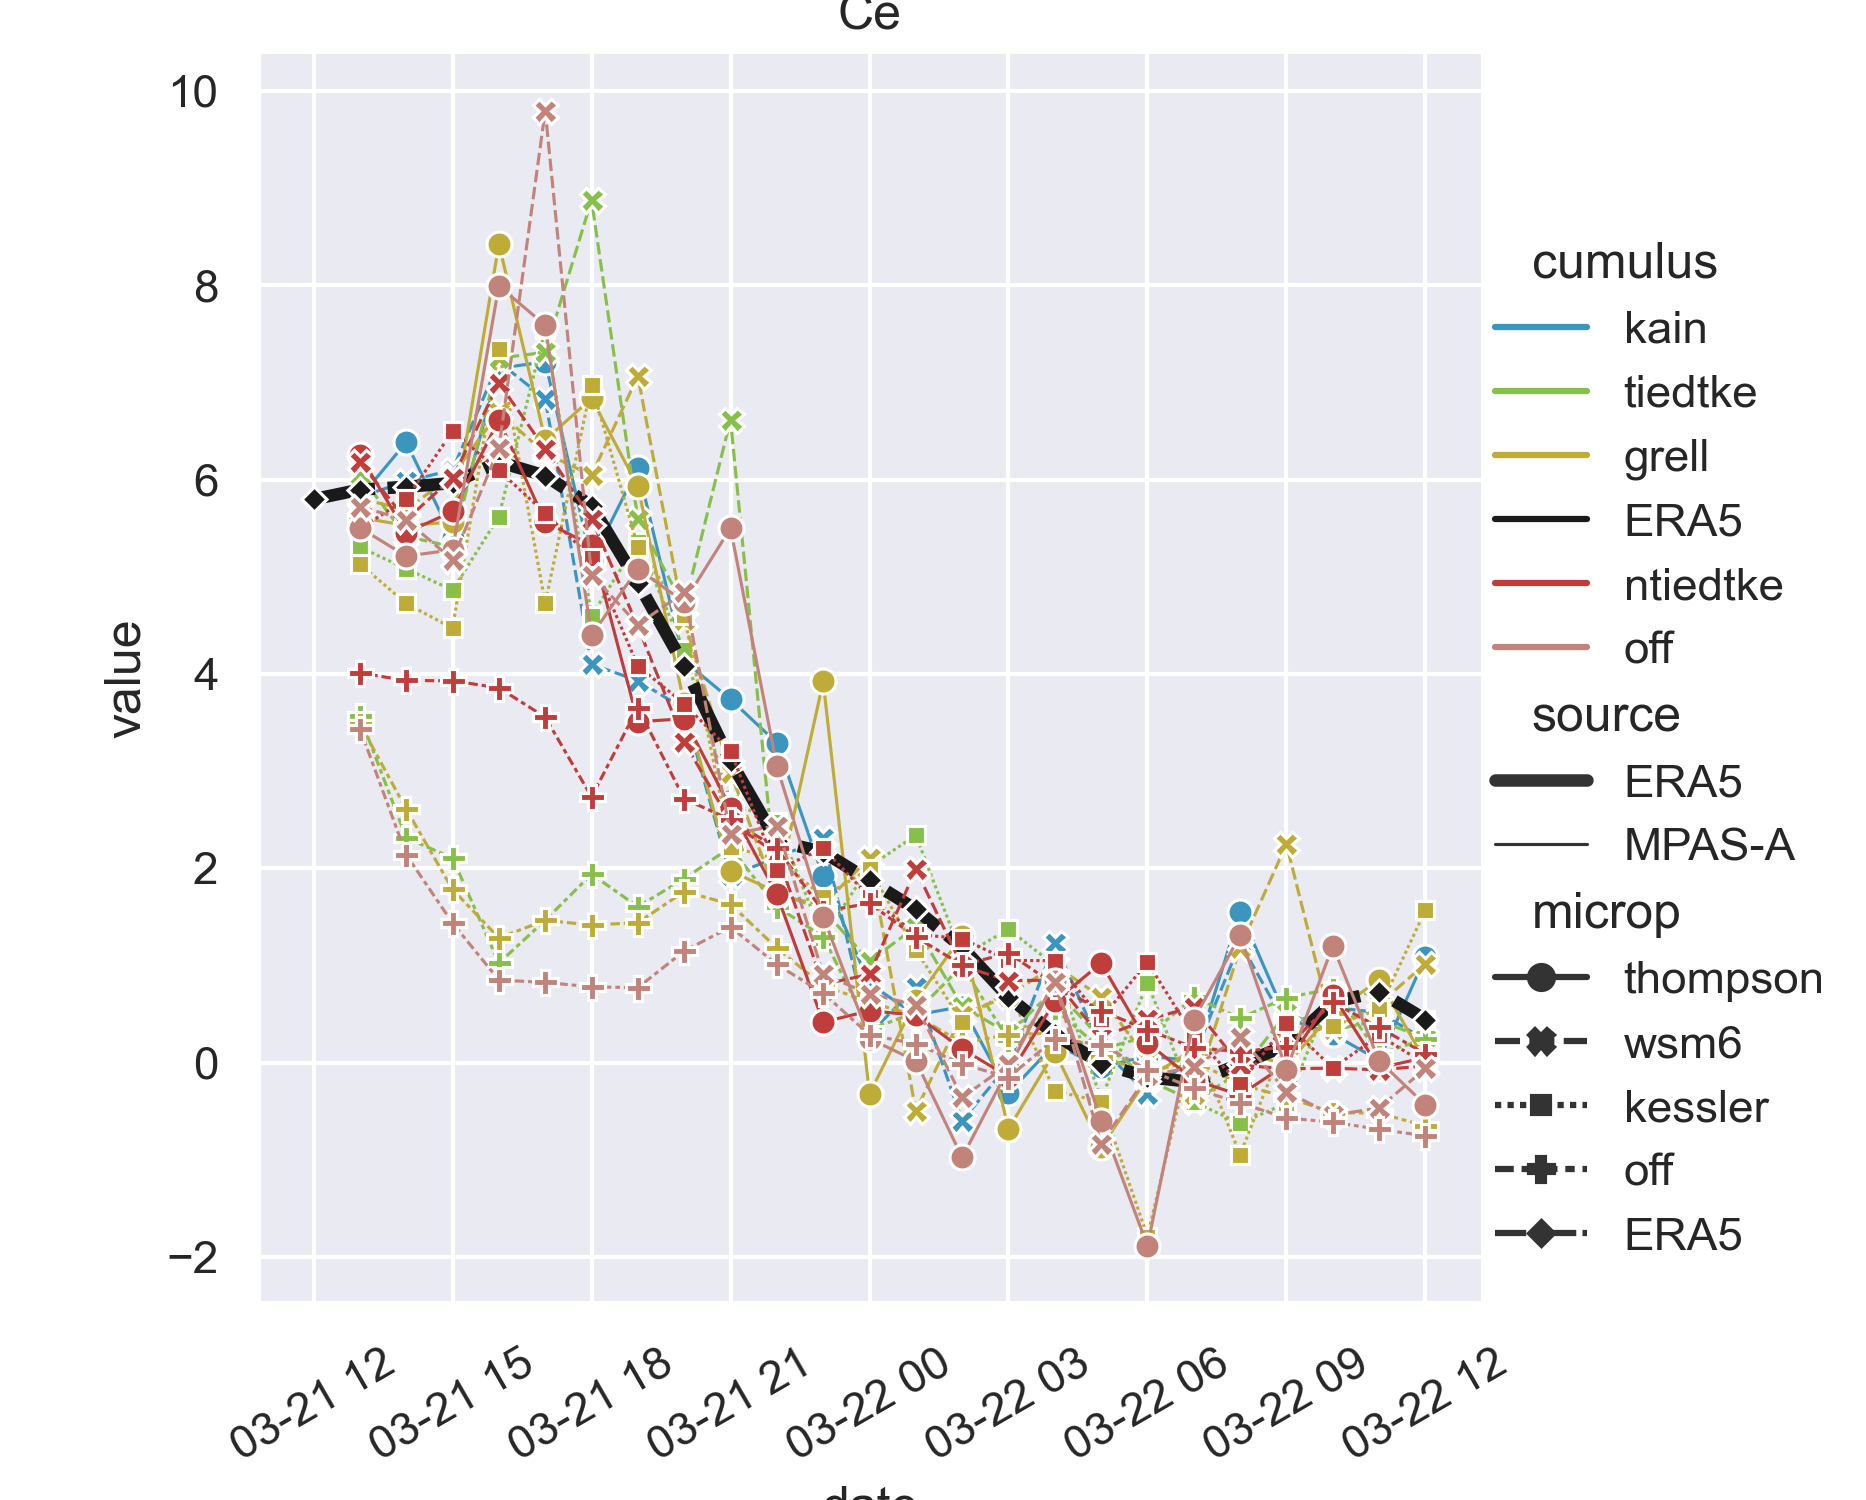 Ce
10
8
6
4
2
0
−2
value
03-21 12
03-21 15
03-21 18
03-21 21
03-22 00
03-22 03
03-22 06
03-22 09
03-22 12
date
cumulus
kain
tiedtke
grell
ERA5
ntiedtke
off
source
ERA5
MPAS-A
microp
thompson
wsm6
kessler
off
ERA5